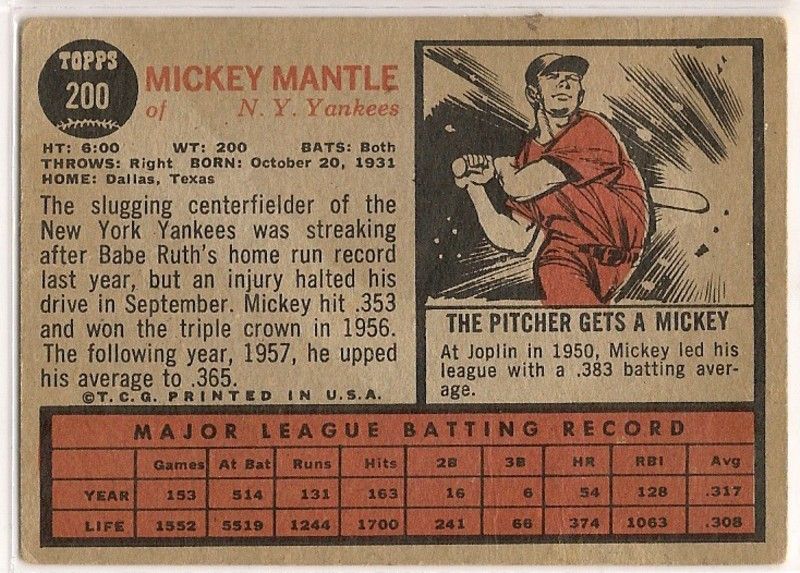 TOPPS
200
MICKEY MANTLE
of N. Y. Yankees
HT: 6:00 WT: 200 BATS: Both
THROWS: Right BORN: October 20, 1931
HOME: Dallas, Texas
The slugging centerfielder of the
New York Yankees was streaking
after Babe Ruth's home run record
last year, but an injury halted his
drive in September. Mickey hit .353
and won the triple crown in 1956.
The following year, 1957, he upped
his average to .365.
©T.C.G. PRINTED IN U.S.A.
THE PITCHER GETS A MICKEY
At Joplin in 1950, Mickey led his
league with a .383 batting aver-
age.
MAJOR LEAGUE BATTING RECORD
Games At Bat Runs Hits 2B 3B HR RBI Avg
YEAR 153 514 131 163 16 6 54 128 .317
LIFE 1552 5519 1244 1700 241 66 374 1063 .308